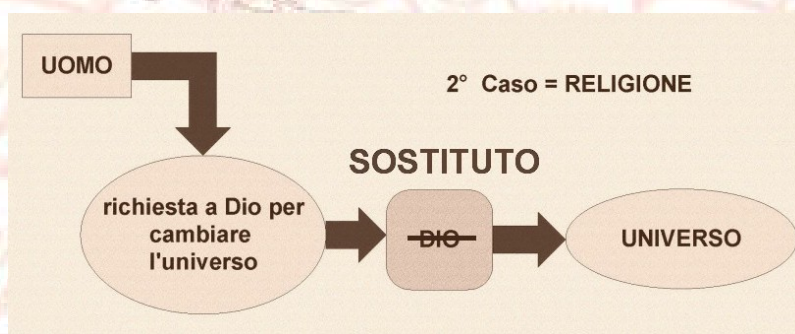 UOMO
2° Caso = RELIGIONE
SOSTITUTO
richiesta a Dio per
cambiare
l'universo
DIO
UNIVERSO